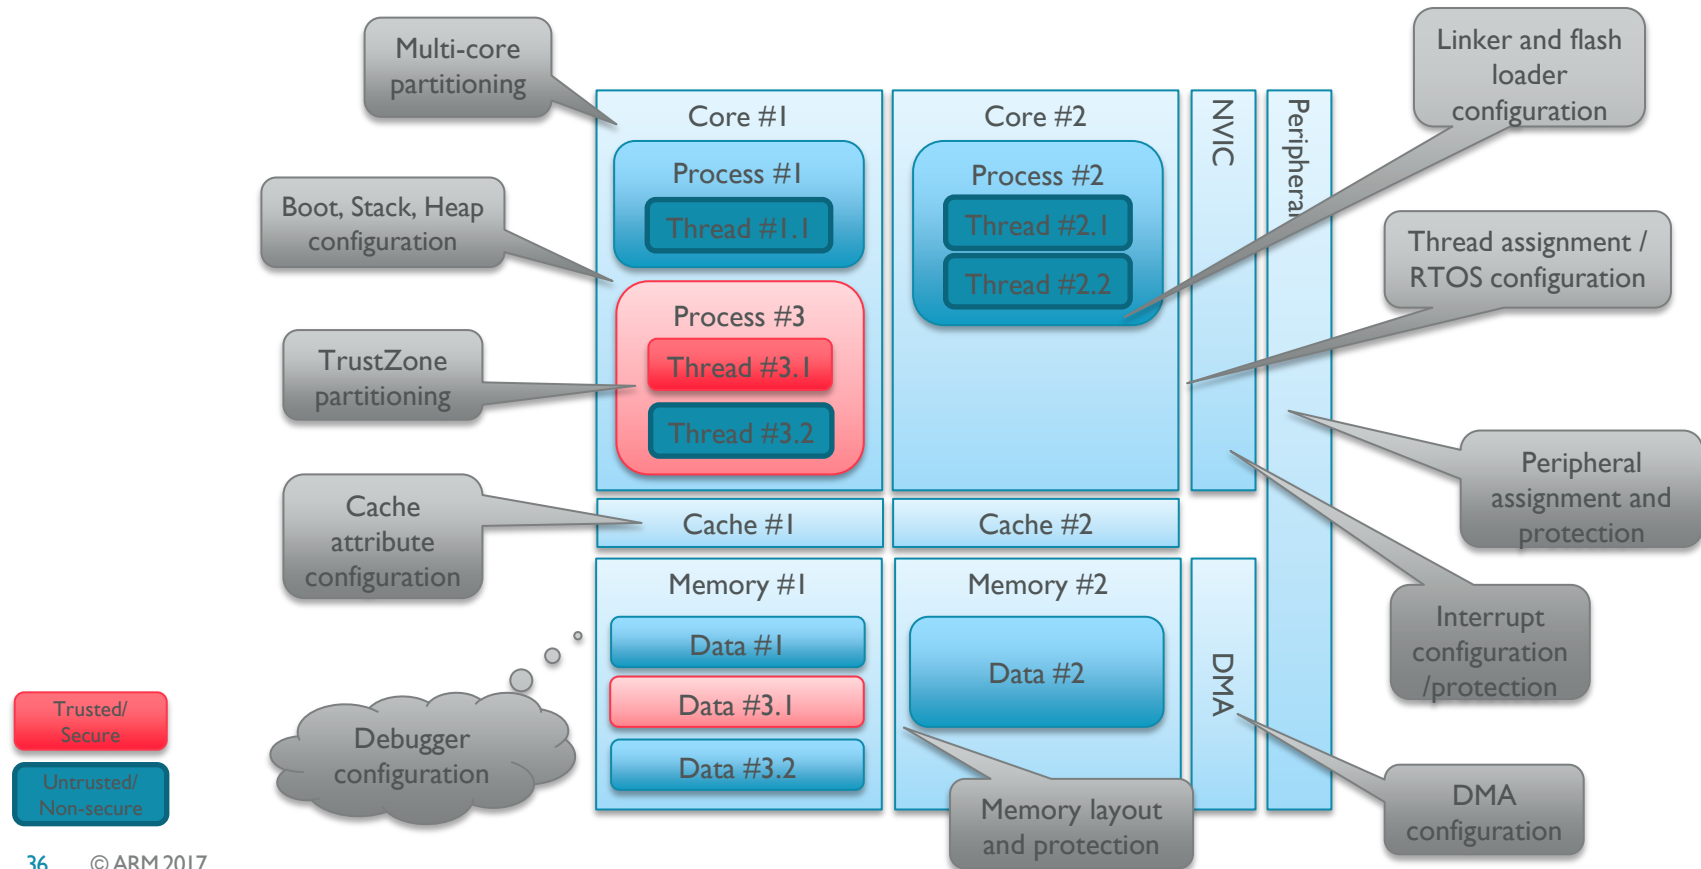 Multi-core
partitioning
Linker and flash
loader
configuration
Core #1
Core #2
NVIC
Peripheral
Process #1
Thread #1.1
Process #2
Thread #2.1
Thread #2.2
Boot, Stack, Heap
configuration
Thread assignment /
RTOS configuration
Process #3
Thread #3.1
Thread #3.2
TrustZone
partitioning
Peripheral
assignment and
protection
Cache
attribute
configuration
Cache #1
Cache #2
Memory #1
Memory #2
Interrupt
configuration
/protection
Data #1
Data #3.1
Data #3.2
Data #2
DMA
Trusted/
Secure
Untrusted/
Non-secure
Debugger
configuration
Memory layout
and protection
DMA
configuration
36 © ARM 2017